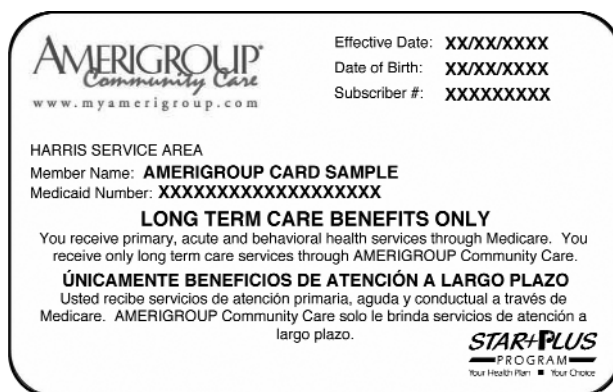 AMERIGROUP®
Community Care
www.myamerigroup.com
Effective Date: XX/XX/XXXX
Date of Birth: XX/XX/XXXX
Subscriber #: XXXXXXXXX
HARRIS SERVICE AREA
Member Name: AMERIGROUP CARD SAMPLE
Medicaid Number: XXXXXXXXXXXXXXXXXXX
LONG TERM CARE BENEFITS ONLY
You receive primary, acute and behavioral health services through Medicare. You
receive only long term care services through AMERIGROUP Community Care.
ÚNICAMENTE BENEFICIOS DE ATENCIÓN A LARGO PLAZO
Usted recibe servicios de atención primaria, aguda y conductual a través de
Medicare. AMERIGROUP Community Care solo le brinda servicios de atención a
largo plazo.
STAR+PLUS
PROGRAM
Your Health Plan ■ Your Choice